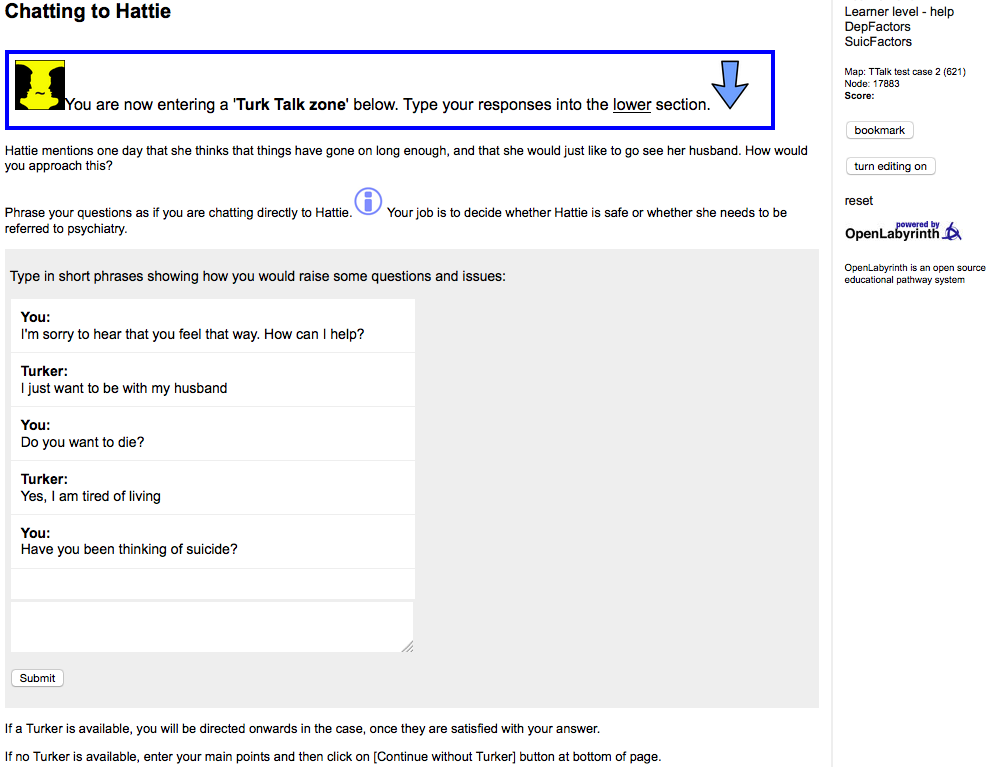 Chatting to Hattie
You are now entering a 'Turk Talk zone' below. Type your responses into the lower section.
Hattie mentions one day that she thinks that things have gone on long enough, and that she would just like to go see her husband. How would
you approach this?
Phrase your questions as if you are chatting directly to Hattie. Your job is to decide whether Hattie is safe or whether she needs to be
referred to psychiatry.
Type in short phrases showing how you would raise some questions and issues:
You:
I'm sorry to hear that you feel that way. How can I help?
Turker:
I just want to be with my husband
You:
Do you want to die?
Turker:
Yes, I am tired of living
You:
Have you been thinking of suicide?
Submit
If a Turker is available, you will be directed onwards in the case, once they are satisfied with your answer.
If no Turker is available, enter your main points and then click on [Continue without Turker] button at bottom of page.
Learner level - help
DepFactors
SuicFactors
Map: TTalk test case 2 (621)
Node: 17883
Score:
bookmark
turn editing on
reset
powered by
OpenLabyrinth
OpenLabyrinth is an open source
educational pathway system